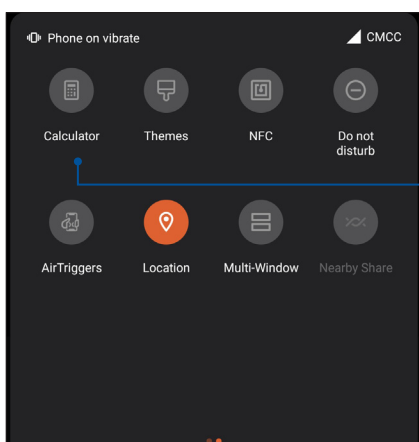 Phone on vibrate CMCC
Calculator Themes NFC Do not
disturb
AirTriggers Location Multi-Window Nearby Share